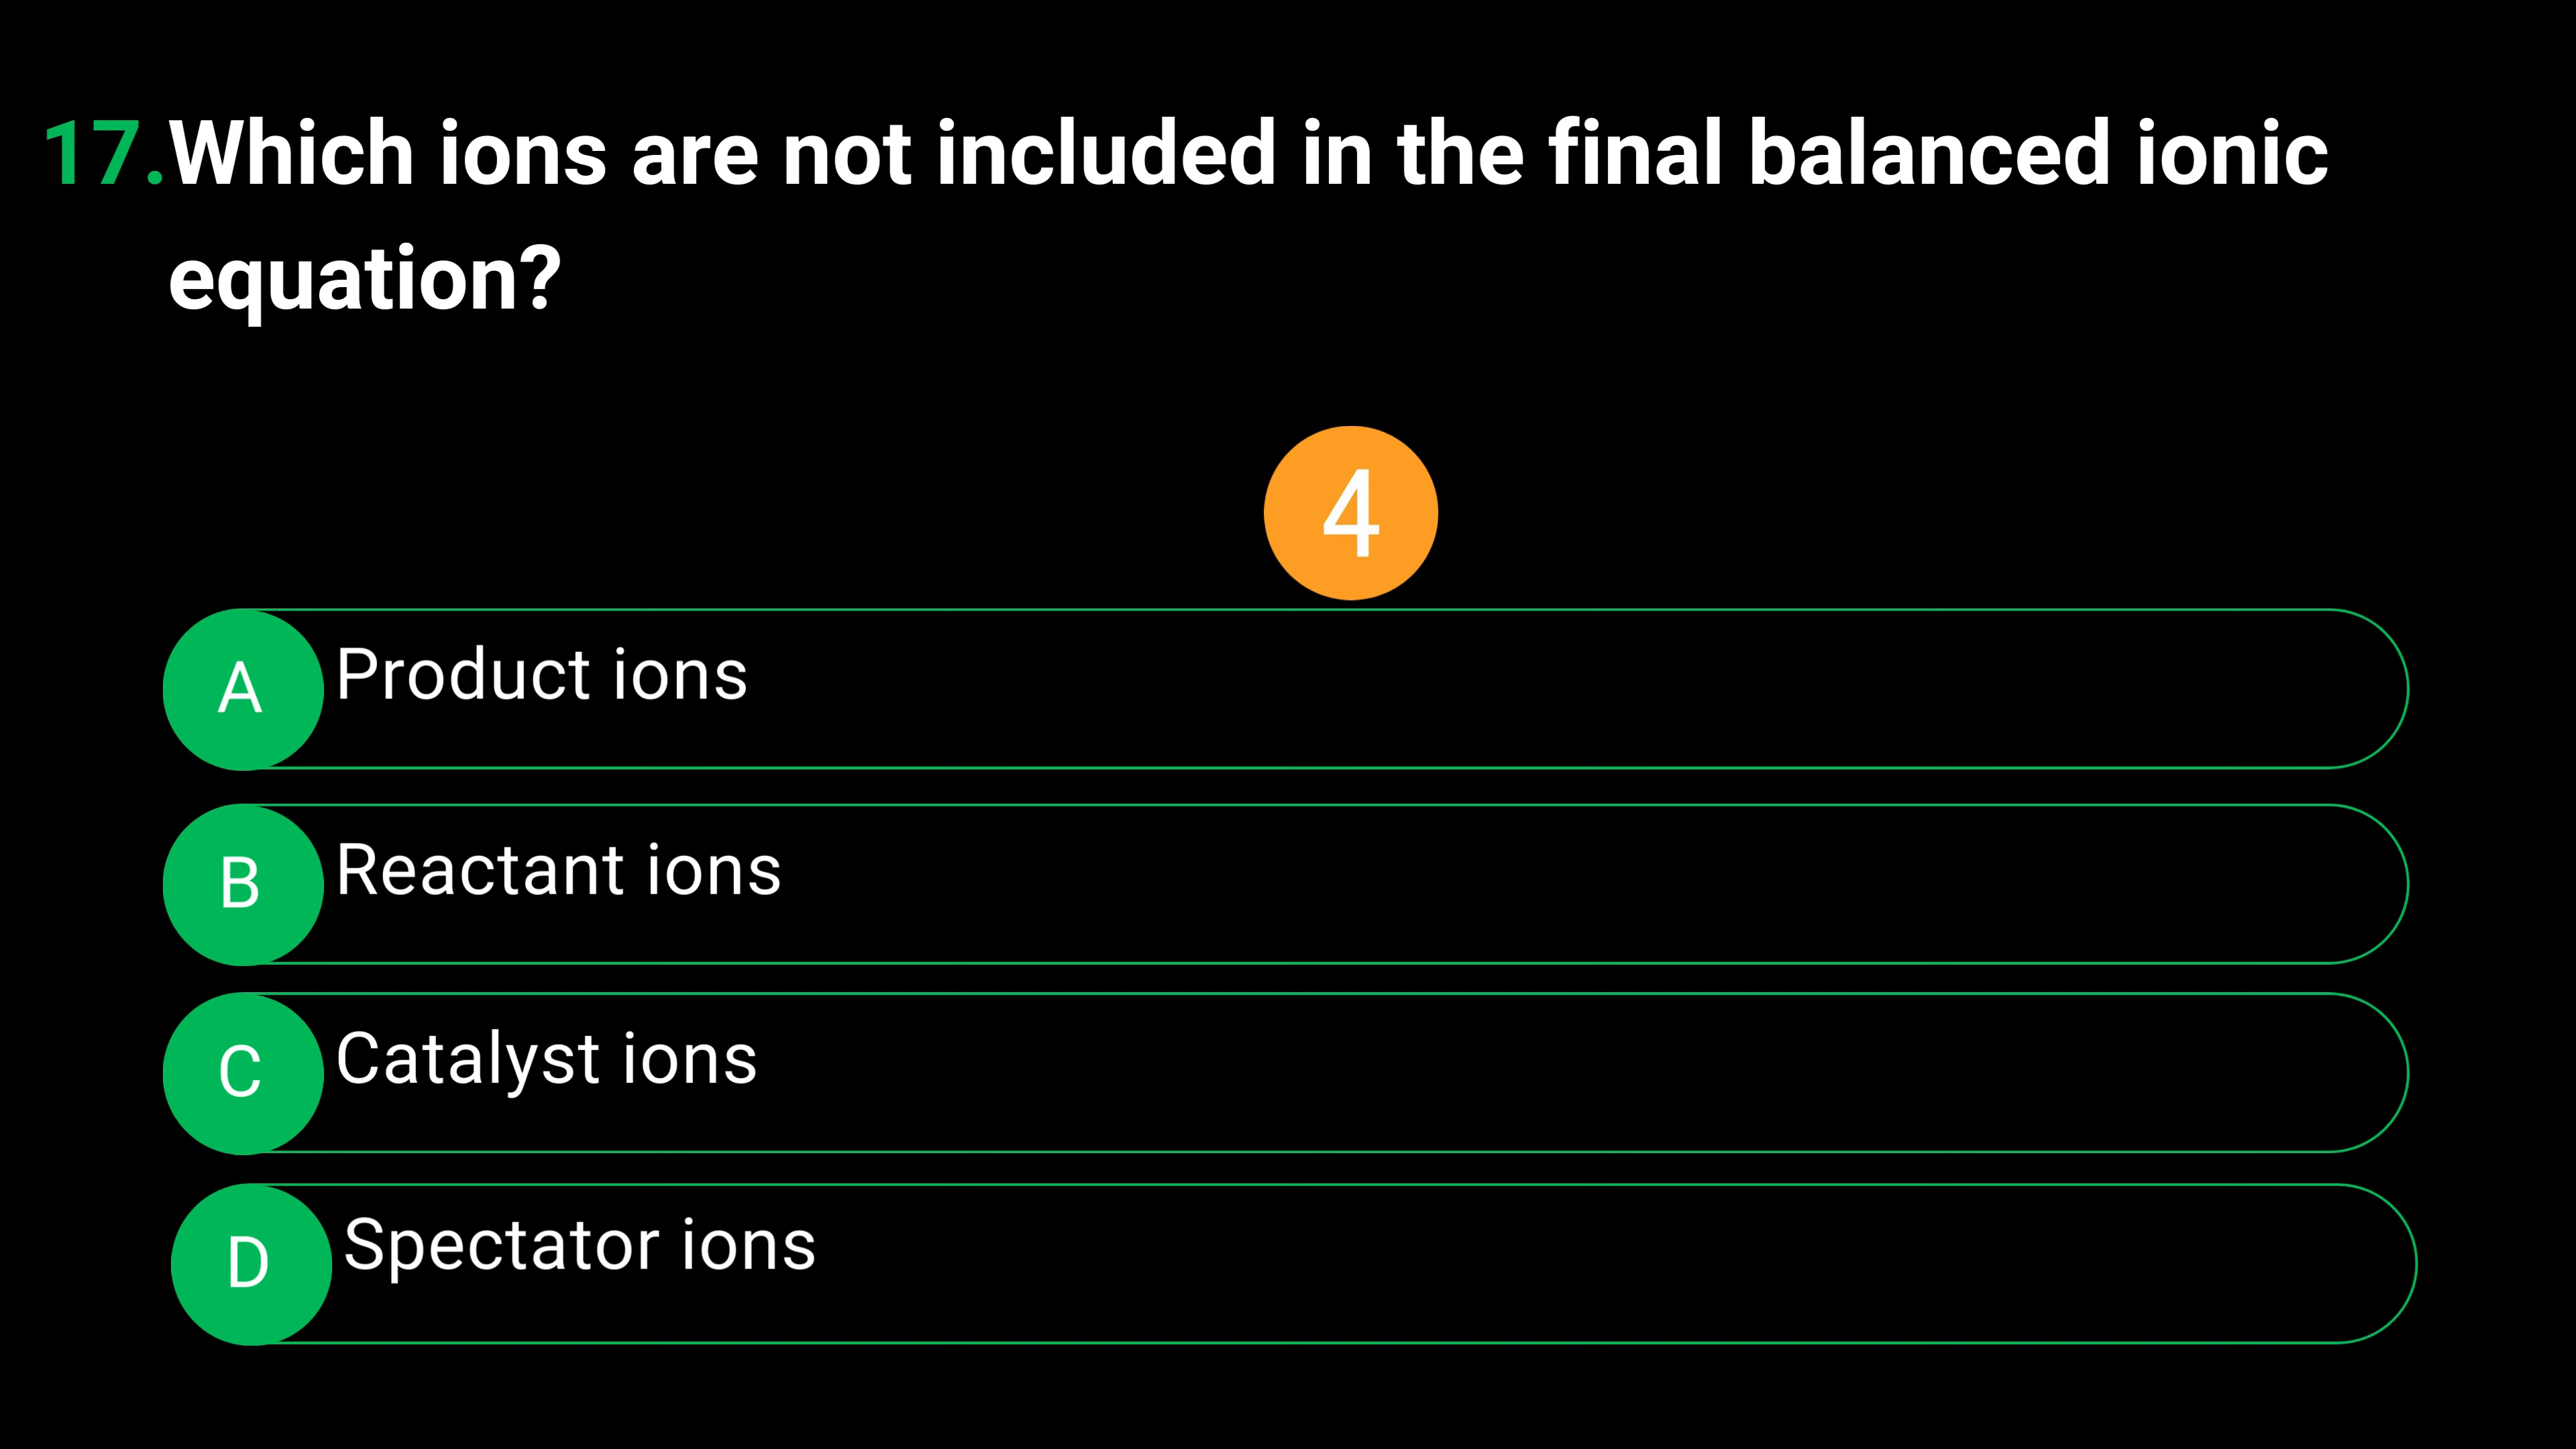 17. Which ions are not included in the final balanced ionic
equation?
4
A Product ions
B Reactant ions
C Catalyst ions
D Spectator ions